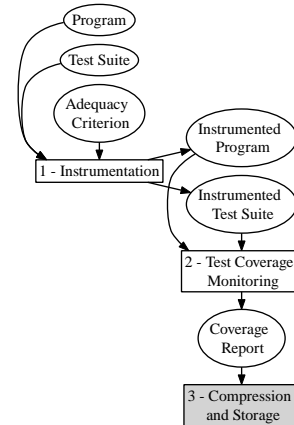 Program
Test Suite
Adequacy
Criterion
Instrumented
Program
1 - Instrumentation
Instrumented
Test Suite
2 - Test Coverage
Monitoring
Coverage
Report
3 - Compression
and Storage